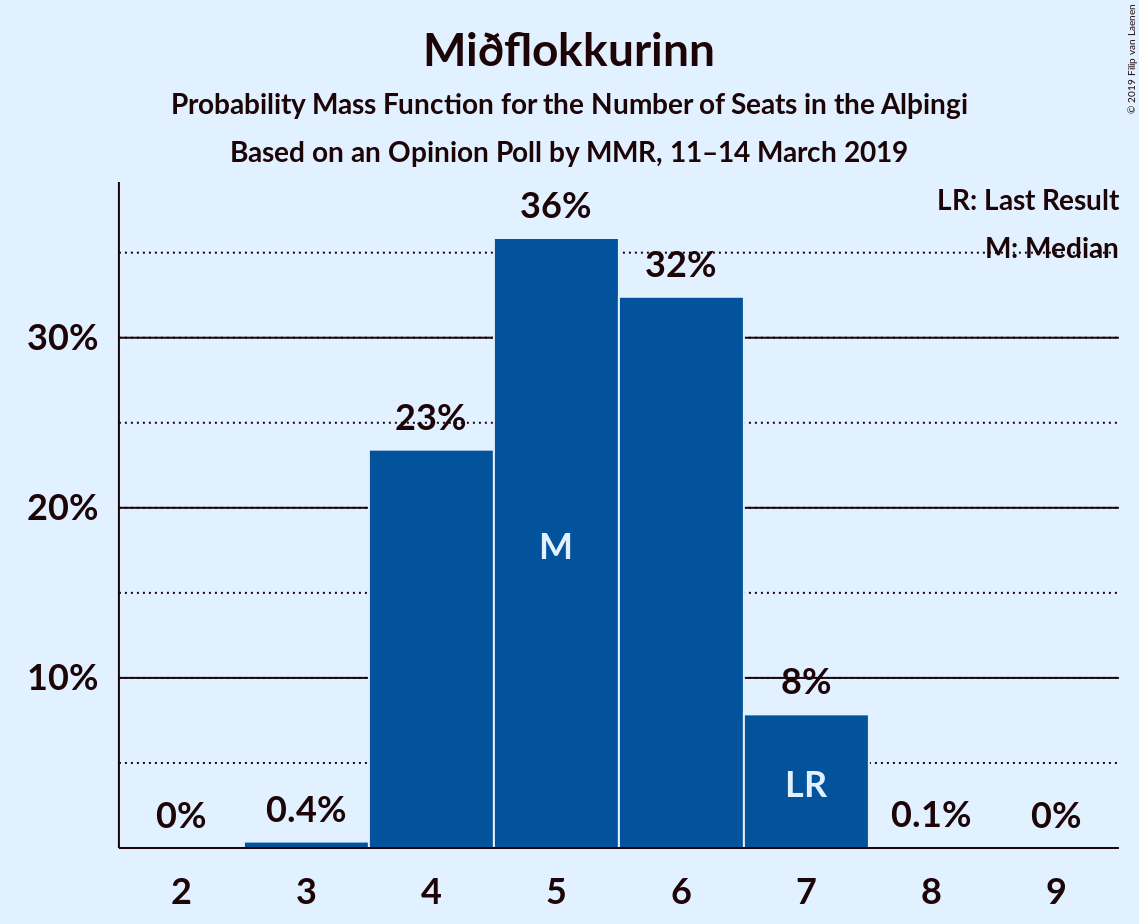 Miðflokkurinn
Probability Mass Function for the Number of Seats in the Alþingi
Based on an Opinion Poll by MMR, 11–14 March 2019
© 2019 Filip van Laenen
LR: Last Result
M: Median
36%
32%
30%
23%
20%
M
10%
8%
LR
0%
0.4%
0.1%
0%
2 3 4 5 6 7 8 9